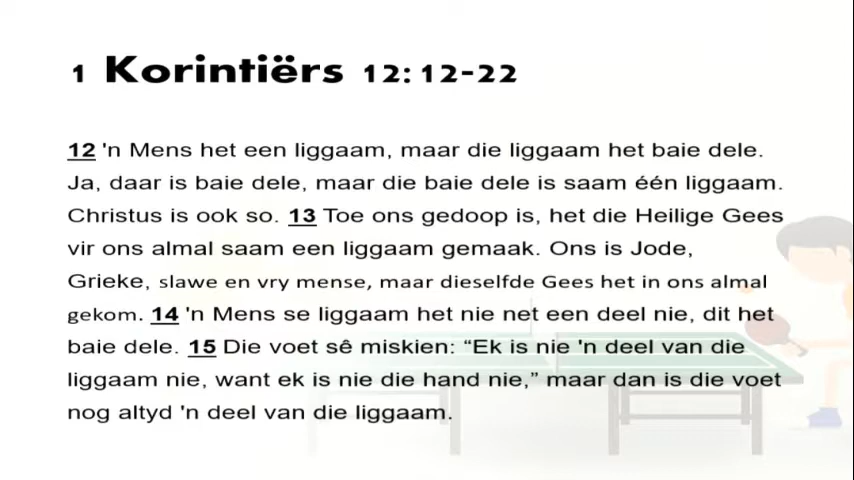 1 Korintiërs 12:12-22
12 'n Mens het een liggaam, maar die liggaam het baie dele.
Ja, daar is baie dele, maar die baie dele is saam één liggaam.
Christus is ook so. 13 Toe ons gedoop is, het die Heilige Gees
vir ons almal saam een liggaam gemaak. Ons is Jode,
Grieke, slawe en vry mense, maar dieselfde Gees het in ons almal
gekom. 14 'n Mens se liggaam het nie net een deel nie, dit het
baie dele. 15 Die voet sê miskien: “Ek is nie 'n deel van die
liggaam nie, want ek is nie die hand nie,” maar dan is die voet
nog altyd 'n deel van die liggaam.